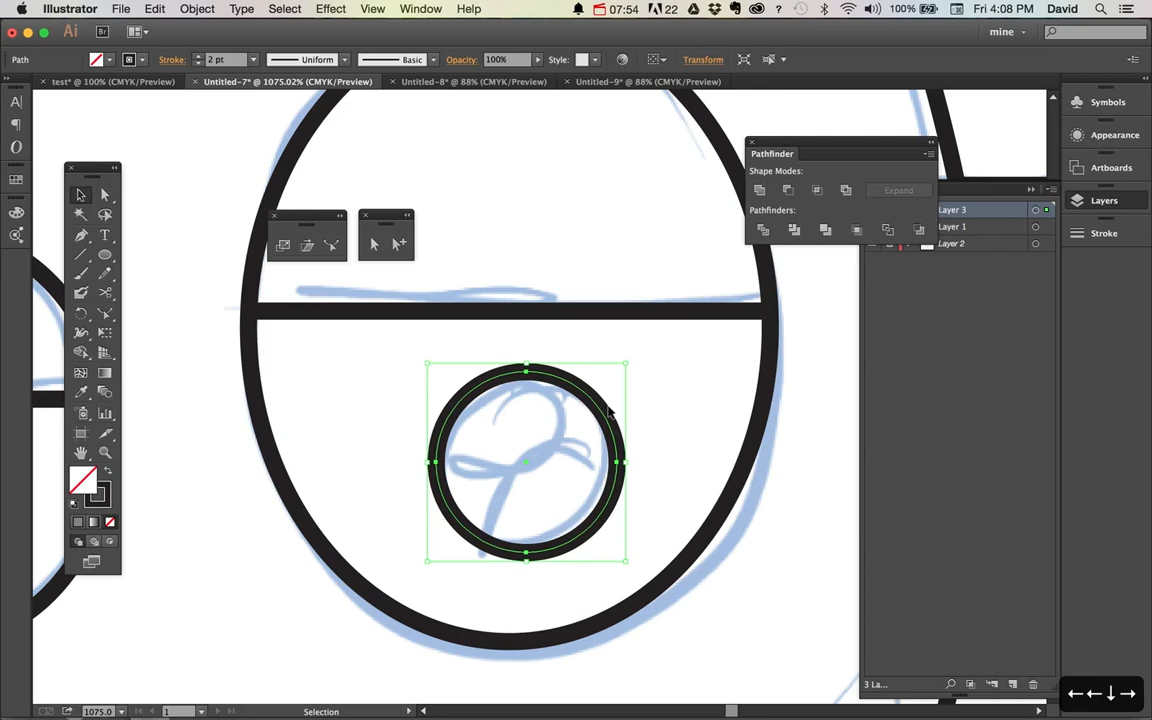 Illustrator File Edit Object Type Select Effect View Window Help 07:54 22 100% Fri 4:08 PM David
Ai Br mine
Path Stroke: 2 pt Uniform Basic Opacity: 100% Style: Transform
test* @ 100% (CMYK/Preview) Untitled-7* @ 1075.02% (CMYK/Preview) Untitled-8* @ 88% (CMYK/Preview) Untitled-9* @ 88% (CMYK/Preview)
Pathfinder
Shape Modes:
Expand
Pathfinders:
Layer 3
Layer 1
Layer 2
Symbols
Appearance
Artboards
Layers
Stroke
3 La...
1075.0 1 Selection